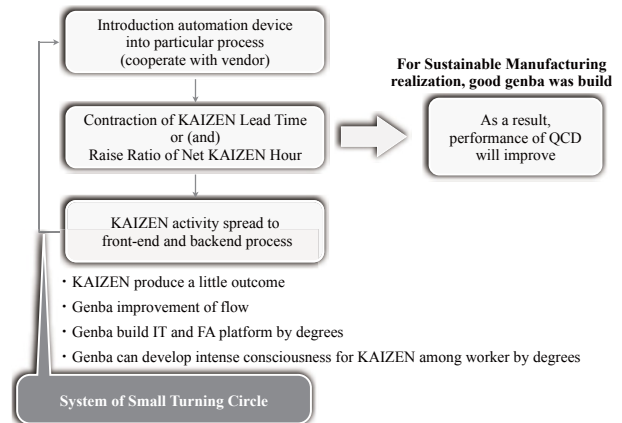 Introduction automation device
into particular process
(cooperate with vendor)
For Sustainable Manufacturing
realization, good genba was build
Contraction of KAIZEN Lead Time
or (and)
Raise Ratio of Net KAIZEN Hour
As a result,
performance of QCD
will improve
KAIZEN activity spread to
front-end and backend process
・KAIZEN produce a little outcome
・Genba improvement of flow
・Genba build IT and FA platform by degrees
・Genba can develop intense consciousness for KAIZEN among worker by degrees
System of Small Turning Circle